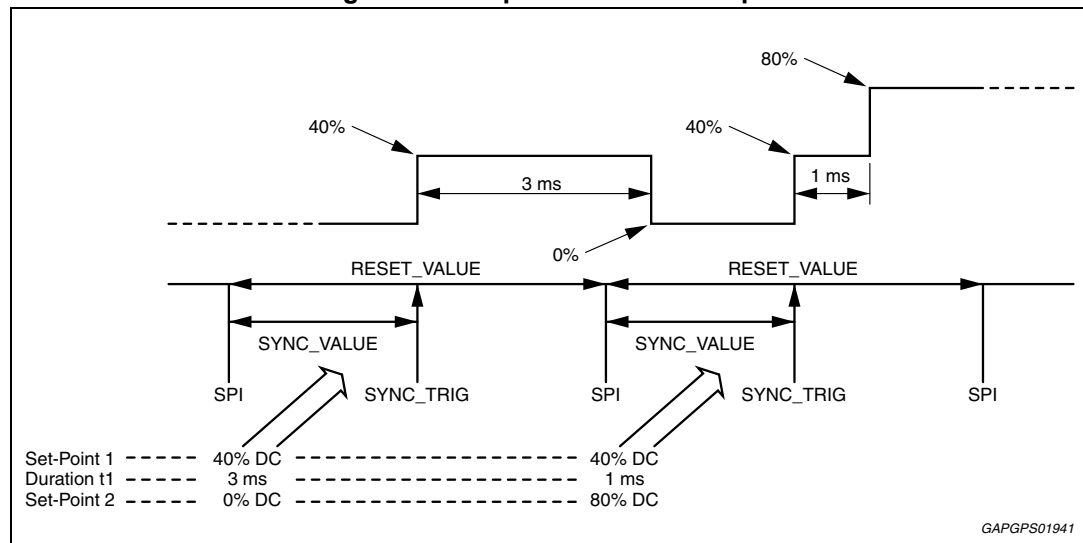 80%
40%
40%
3 ms
1 ms
0%
RESET_VALUE
RESET_VALUE
SYNC_VALUE
SYNC_VALUE
SPI
SYNC_TRIG
SPI
SYNC_TRIG
SPI
Set-Point 1 40% DC 40% DC
Duration t1 3 ms 1 ms
Set-Point 2 0% DC 80% DC
GAPGPS01941